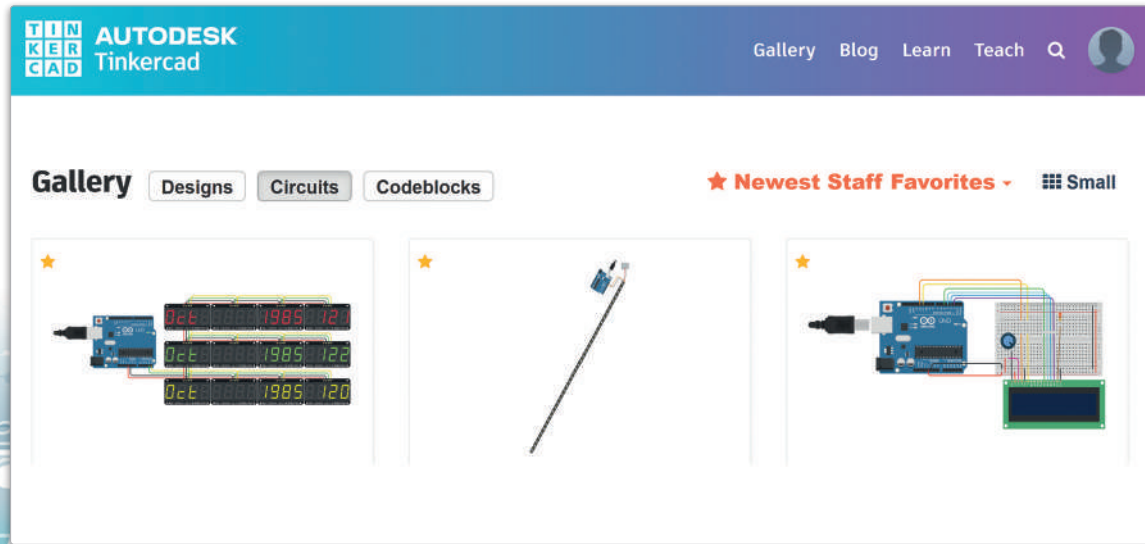 TIN
KER
CAD
AUTODESK
Tinkercad
Gallery Blog Learn Teach
Gallery Designs Circuits Codeblocks
Newest Staff Favorites
Small
Oct 1985 121
Oct 1985 122
Oct 1985 120